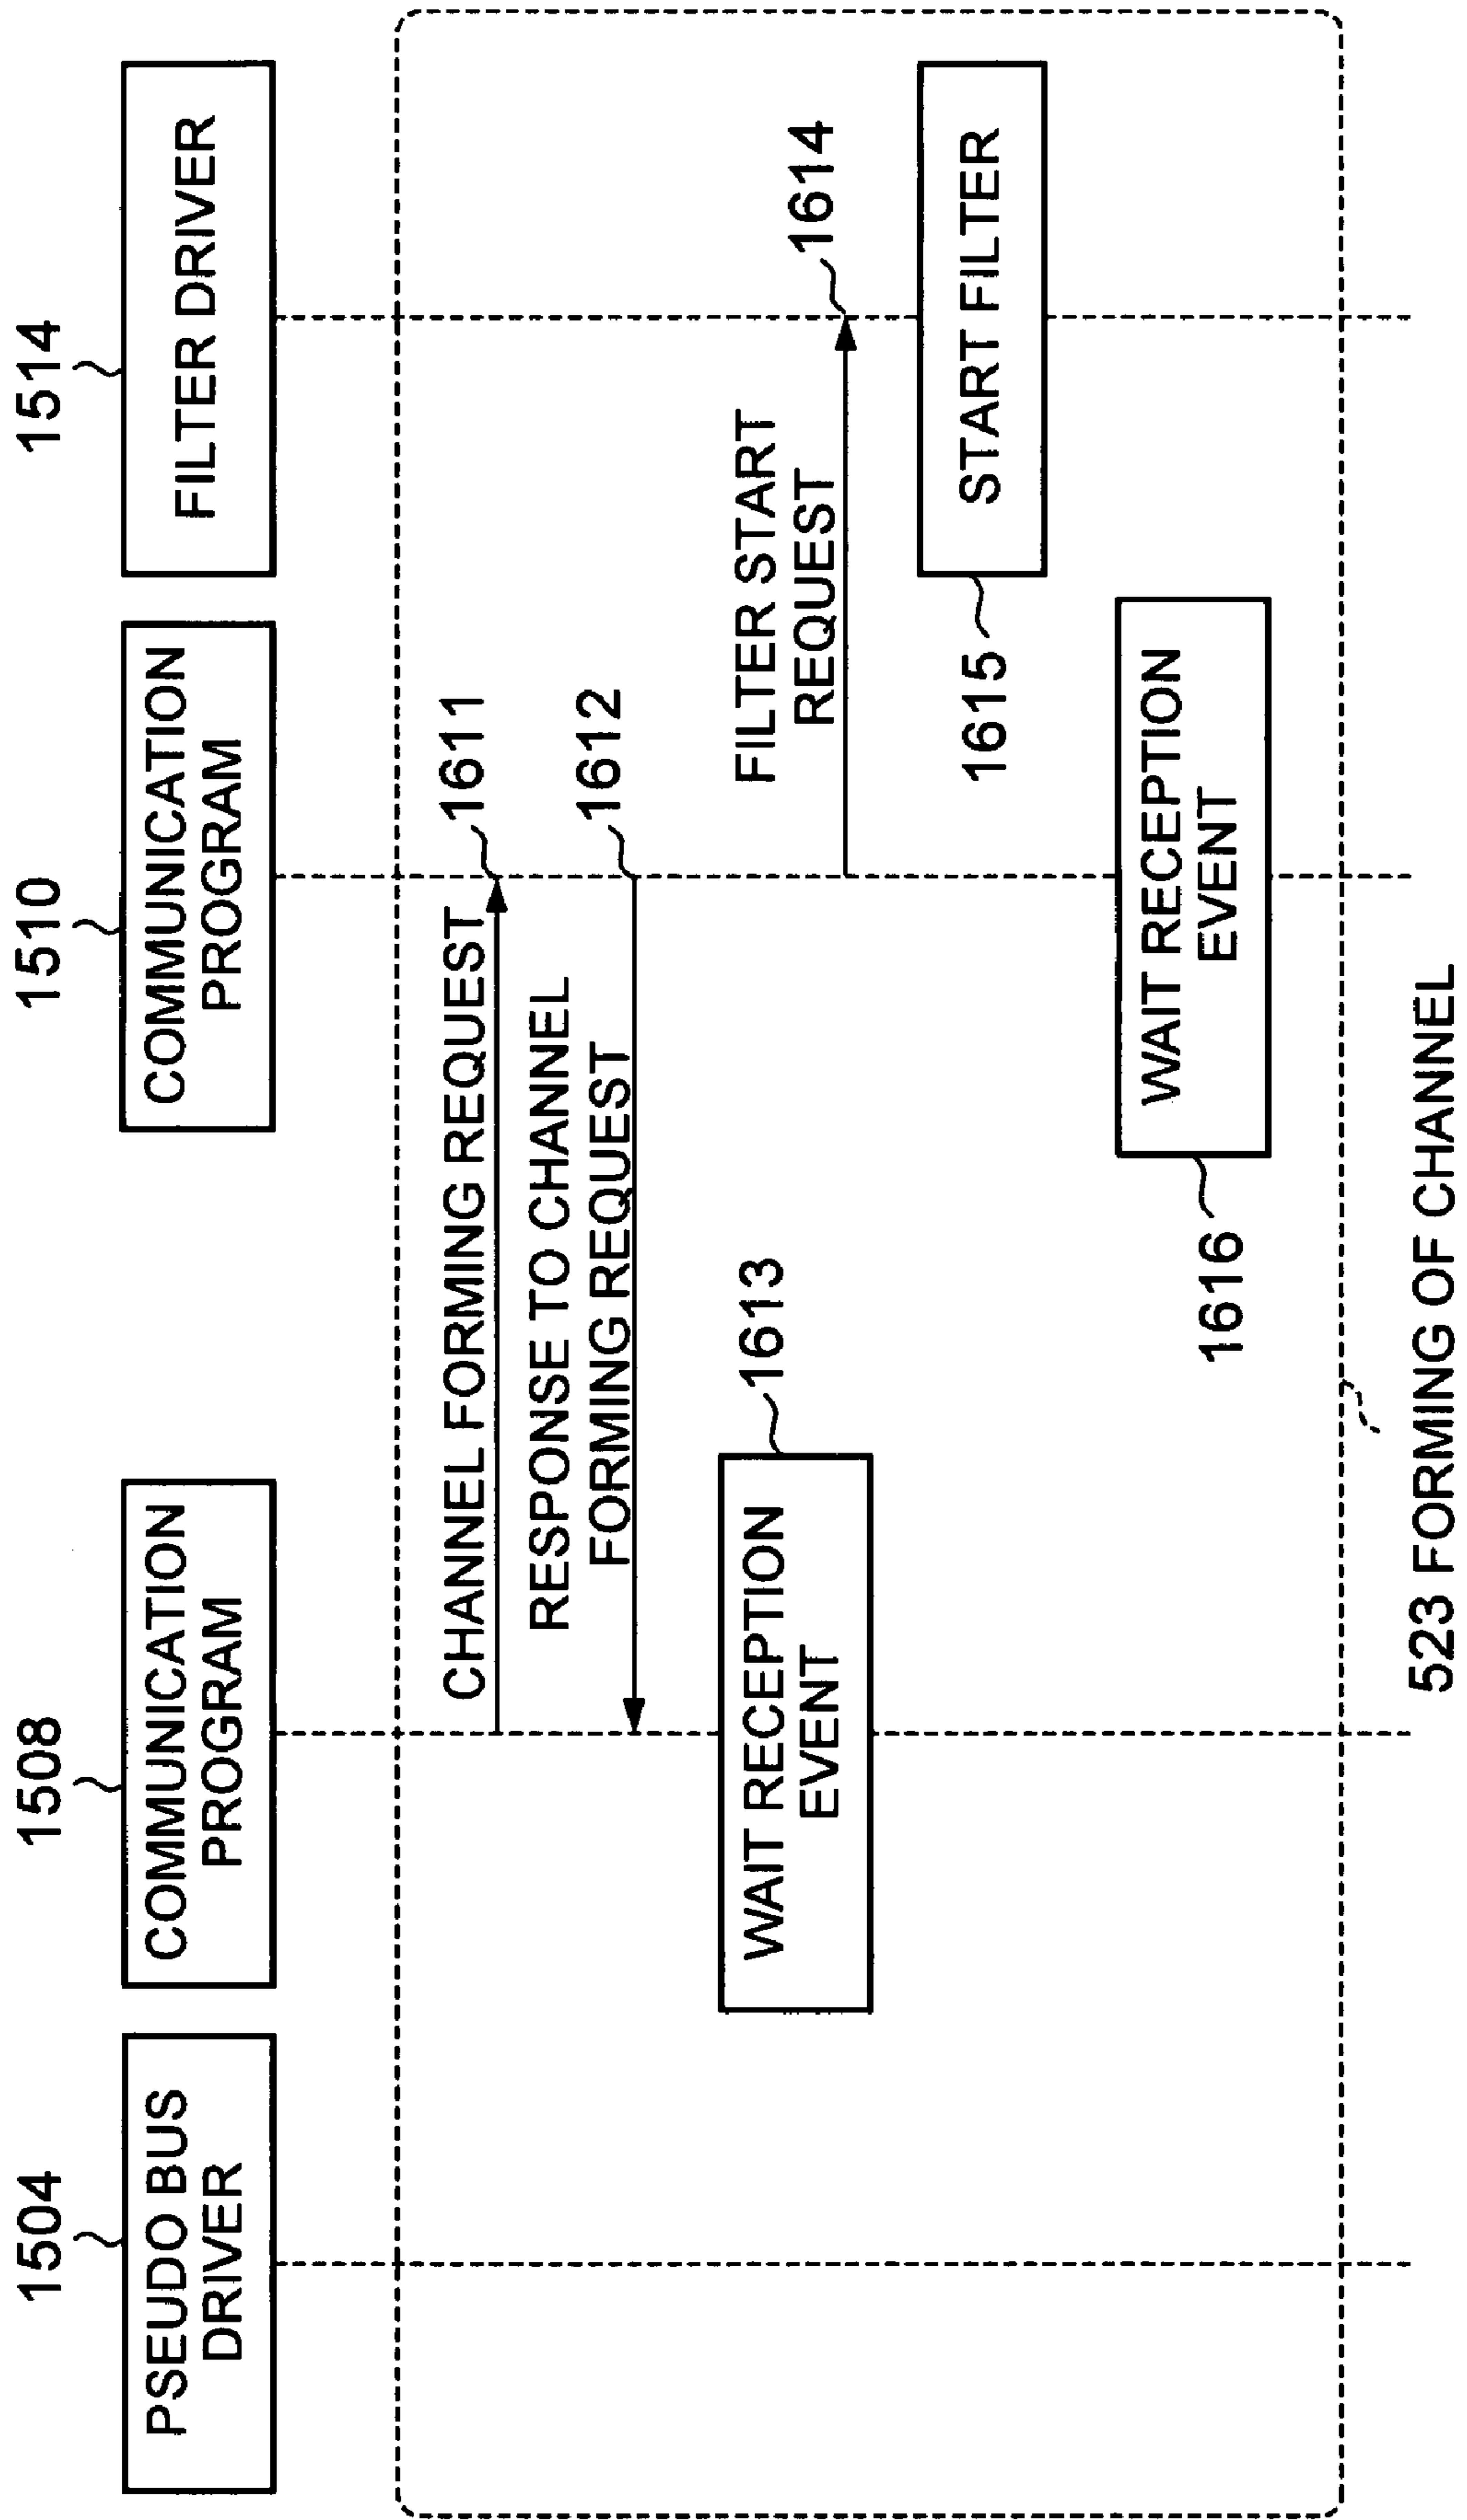 1504
1508
1510
1514
PSEUDO BUS
DRIVER
COMMUNICATION
PROGRAM
COMMUNICATION
PROGRAM
FILTER DRIVER
CHANNEL FORMING REQUEST
1611
RESPONSE TO CHANNEL
FORMING REQUEST
1612
WAIT RECEPTION
EVENT
1613
FILTER START
REQUEST
1614
START FILTER
1615
WAIT RECEPTION
EVENT
1616
523 FORMING OF CHANNEL